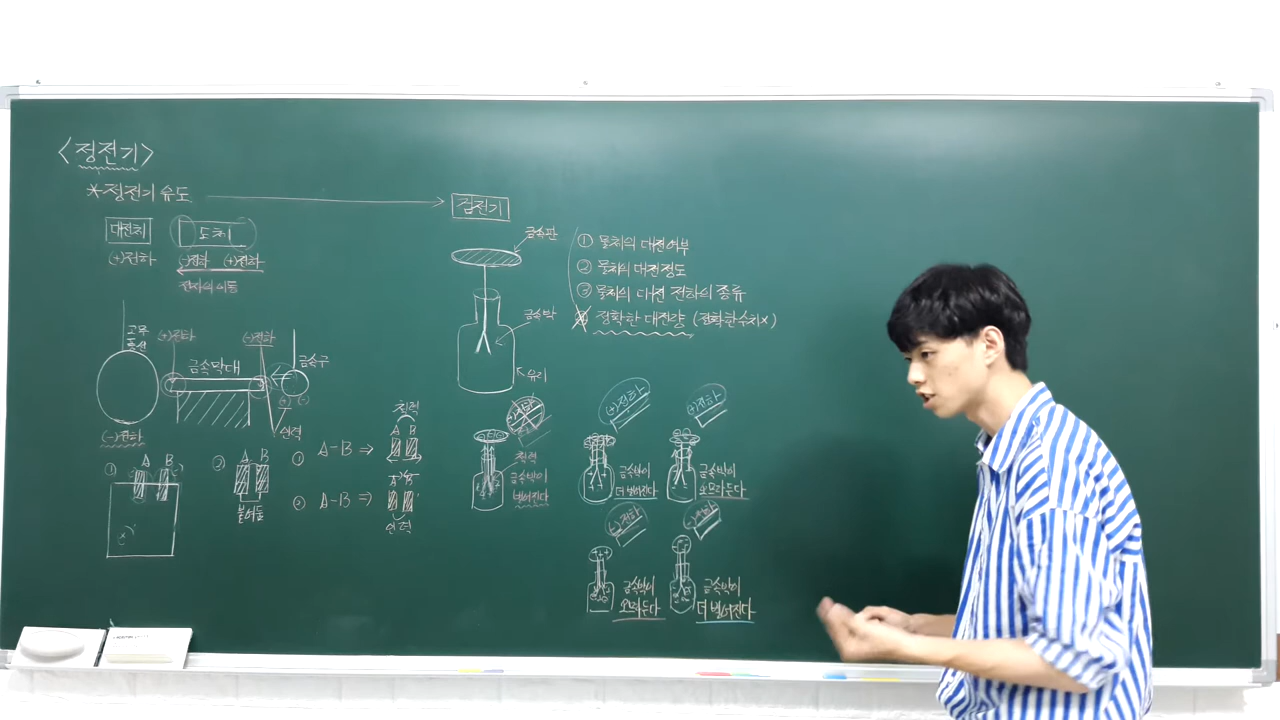 <정전기>
*정전기 유도
대전체
도체
(+)전하
(-)전하 (+)전하
전자의 이동
고무
풍선
(+)전하
(-)전하
금속막대
금속구
(+) (-)
(-)전하
인력
① A B
② A B
붙여둠
① A-B ⇒
척력
A B
② A-B ⇒
A B
인력
검전기
금속판
금속박
유리
① 물체의 대전여부
② 물체의 대전정도
③ 물체의 대전 전하의 종류
④ 정확한 대전량 (정확한수치×)
척력
금속박이
벌어진다
(+)전하
금속박이
더 벌어진다
(+)전하
금속박이
오므라든다
(-)전하
금속박이
오므라든다
(-)전하
금속박이
더 벌어진다